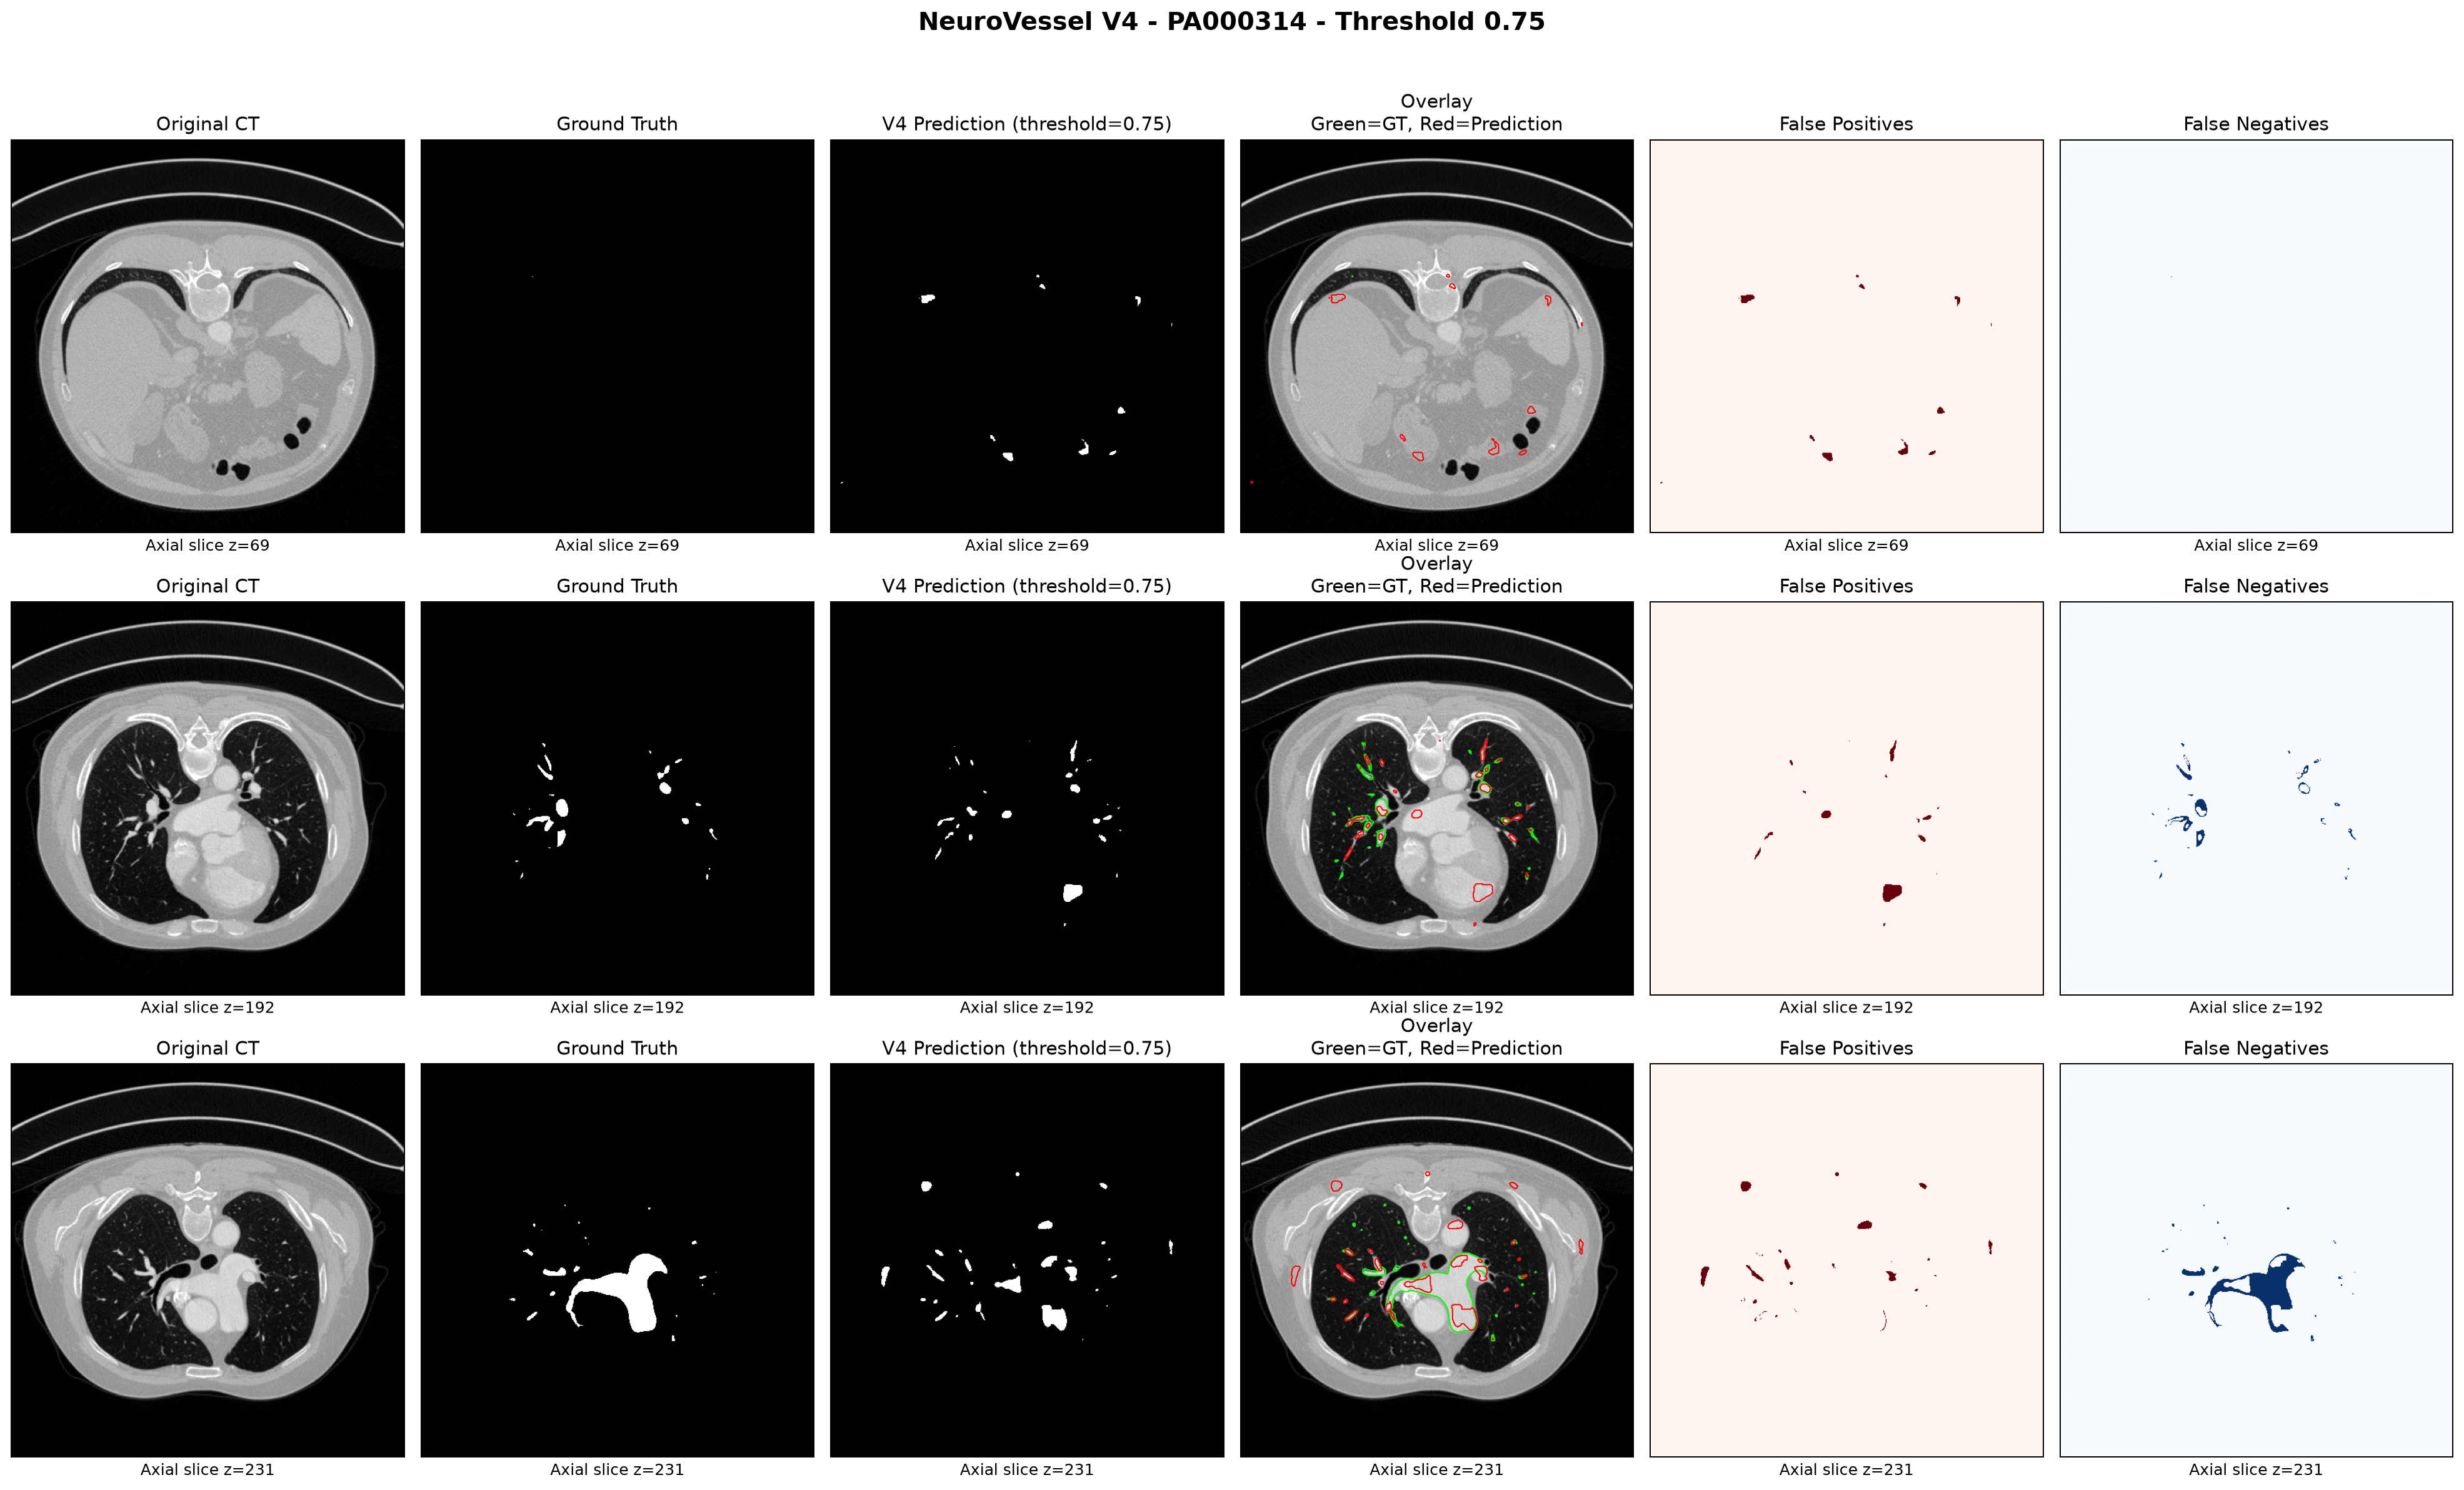 NeuroVessel V4 - PA000314 - Threshold 0.75
Original CT
Ground Truth
V4 Prediction (threshold=0.75)
Overlay
Green=GT, Red=Prediction
False Positives
False Negatives
Axial slice z=69
Axial slice z=69
Axial slice z=69
Axial slice z=69
Axial slice z=69
Axial slice z=69
Original CT
Ground Truth
V4 Prediction (threshold=0.75)
Overlay
Green=GT, Red=Prediction
False Positives
False Negatives
Axial slice z=192
Axial slice z=192
Axial slice z=192
Axial slice z=192
Axial slice z=192
Axial slice z=192
Original CT
Ground Truth
V4 Prediction (threshold=0.75)
Overlay
Green=GT, Red=Prediction
False Positives
False Negatives
Axial slice z=231
Axial slice z=231
Axial slice z=231
Axial slice z=231
Axial slice z=231
Axial slice z=231